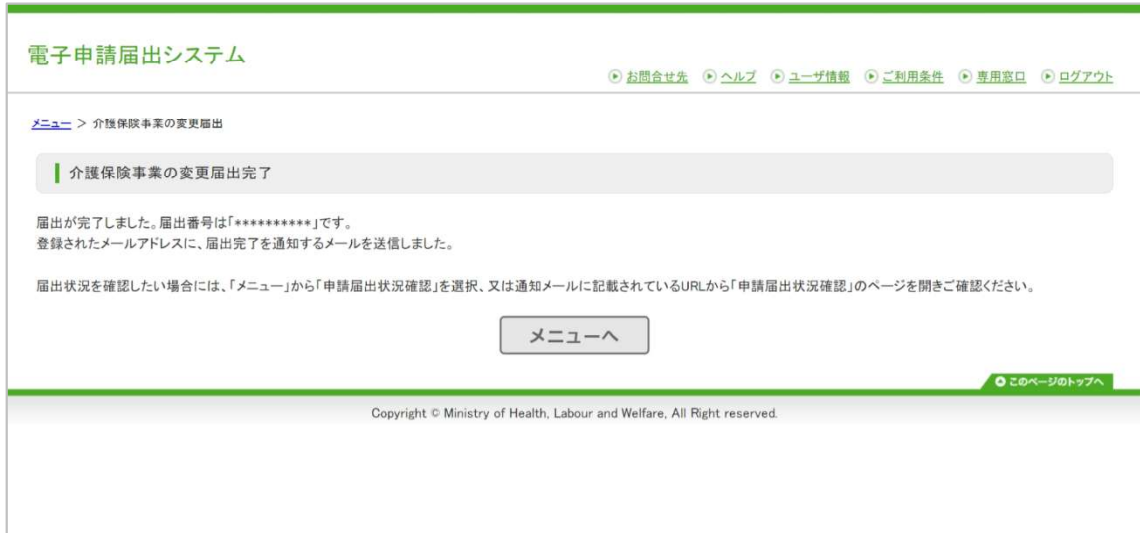 電子申請届出システム
お問合せ先 ヘルプ ユーザ情報 ご利用条件 専用窓口 ログアウト
メニュー > 介護保険事業の変更届出
介護保険事業の変更届出完了
届出が完了しました。届出番号は「**********」です。
登録されたメールアドレスに、届出完了を通知するメールを送信しました。
届出状況を確認したい場合には、「メニュー」から「申請届出状況確認」を選択、又は通知メールに記載されているURLから「申請届出状況確認」のページを開きご確認ください。
メニューへ
このページのトップへ
Copyright © Ministry of Health, Labour and Welfare, All Right reserved.